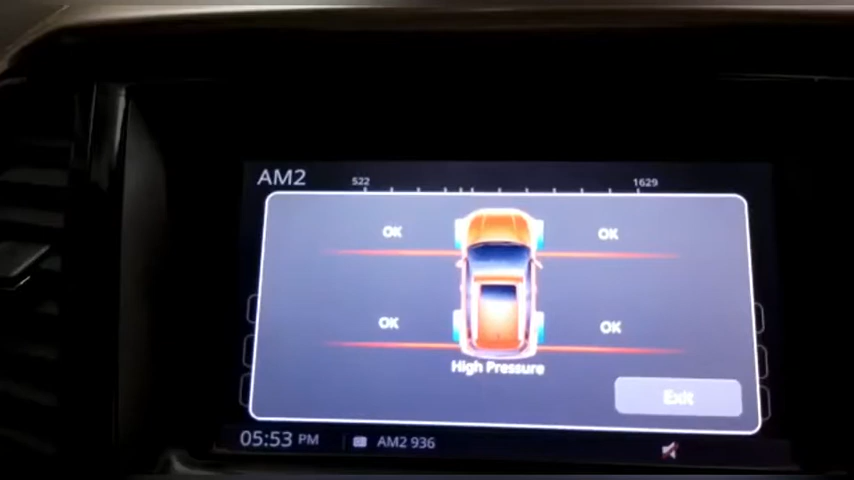 AM2 522 1629
OK OK
OK OK
High Pressure
Exit
05:53 PM AM2 936